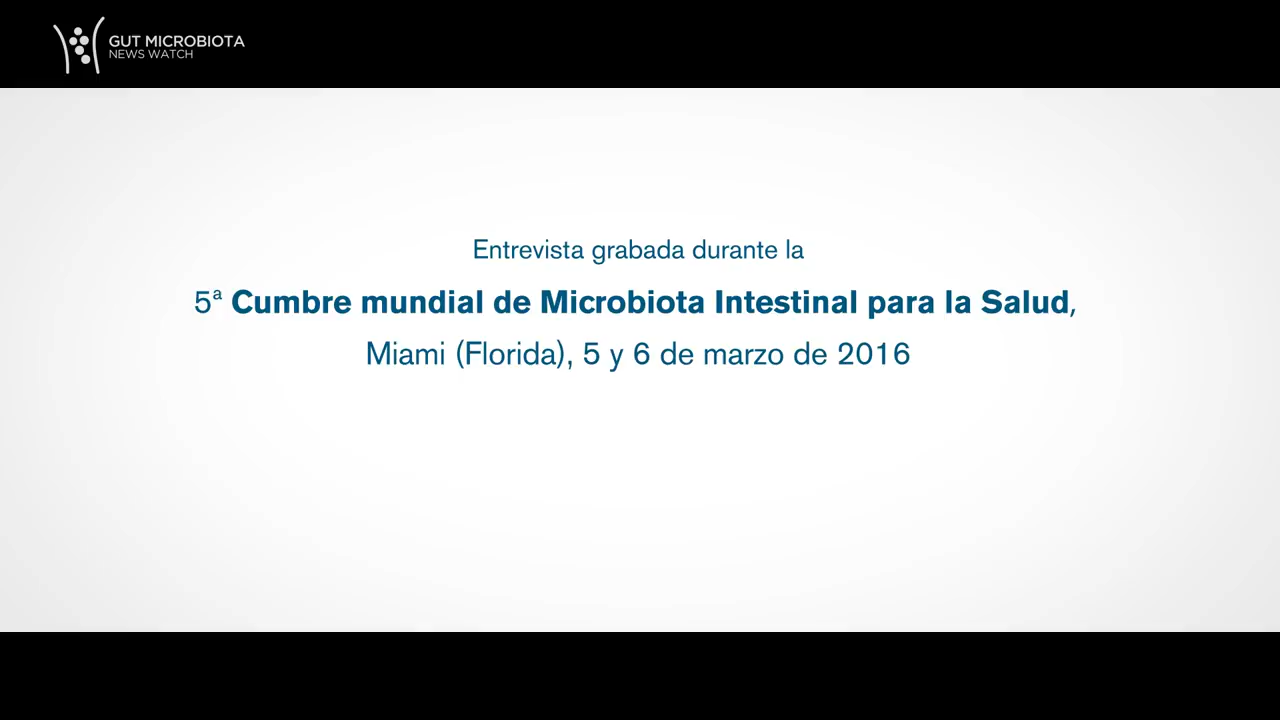 GUT MICROBIOTA
NEWS WATCH
Entrevista grabada durante la
5ª Cumbre mundial de Microbiota Intestinal para la Salud,
Miami (Florida), 5 y 6 de marzo de 2016